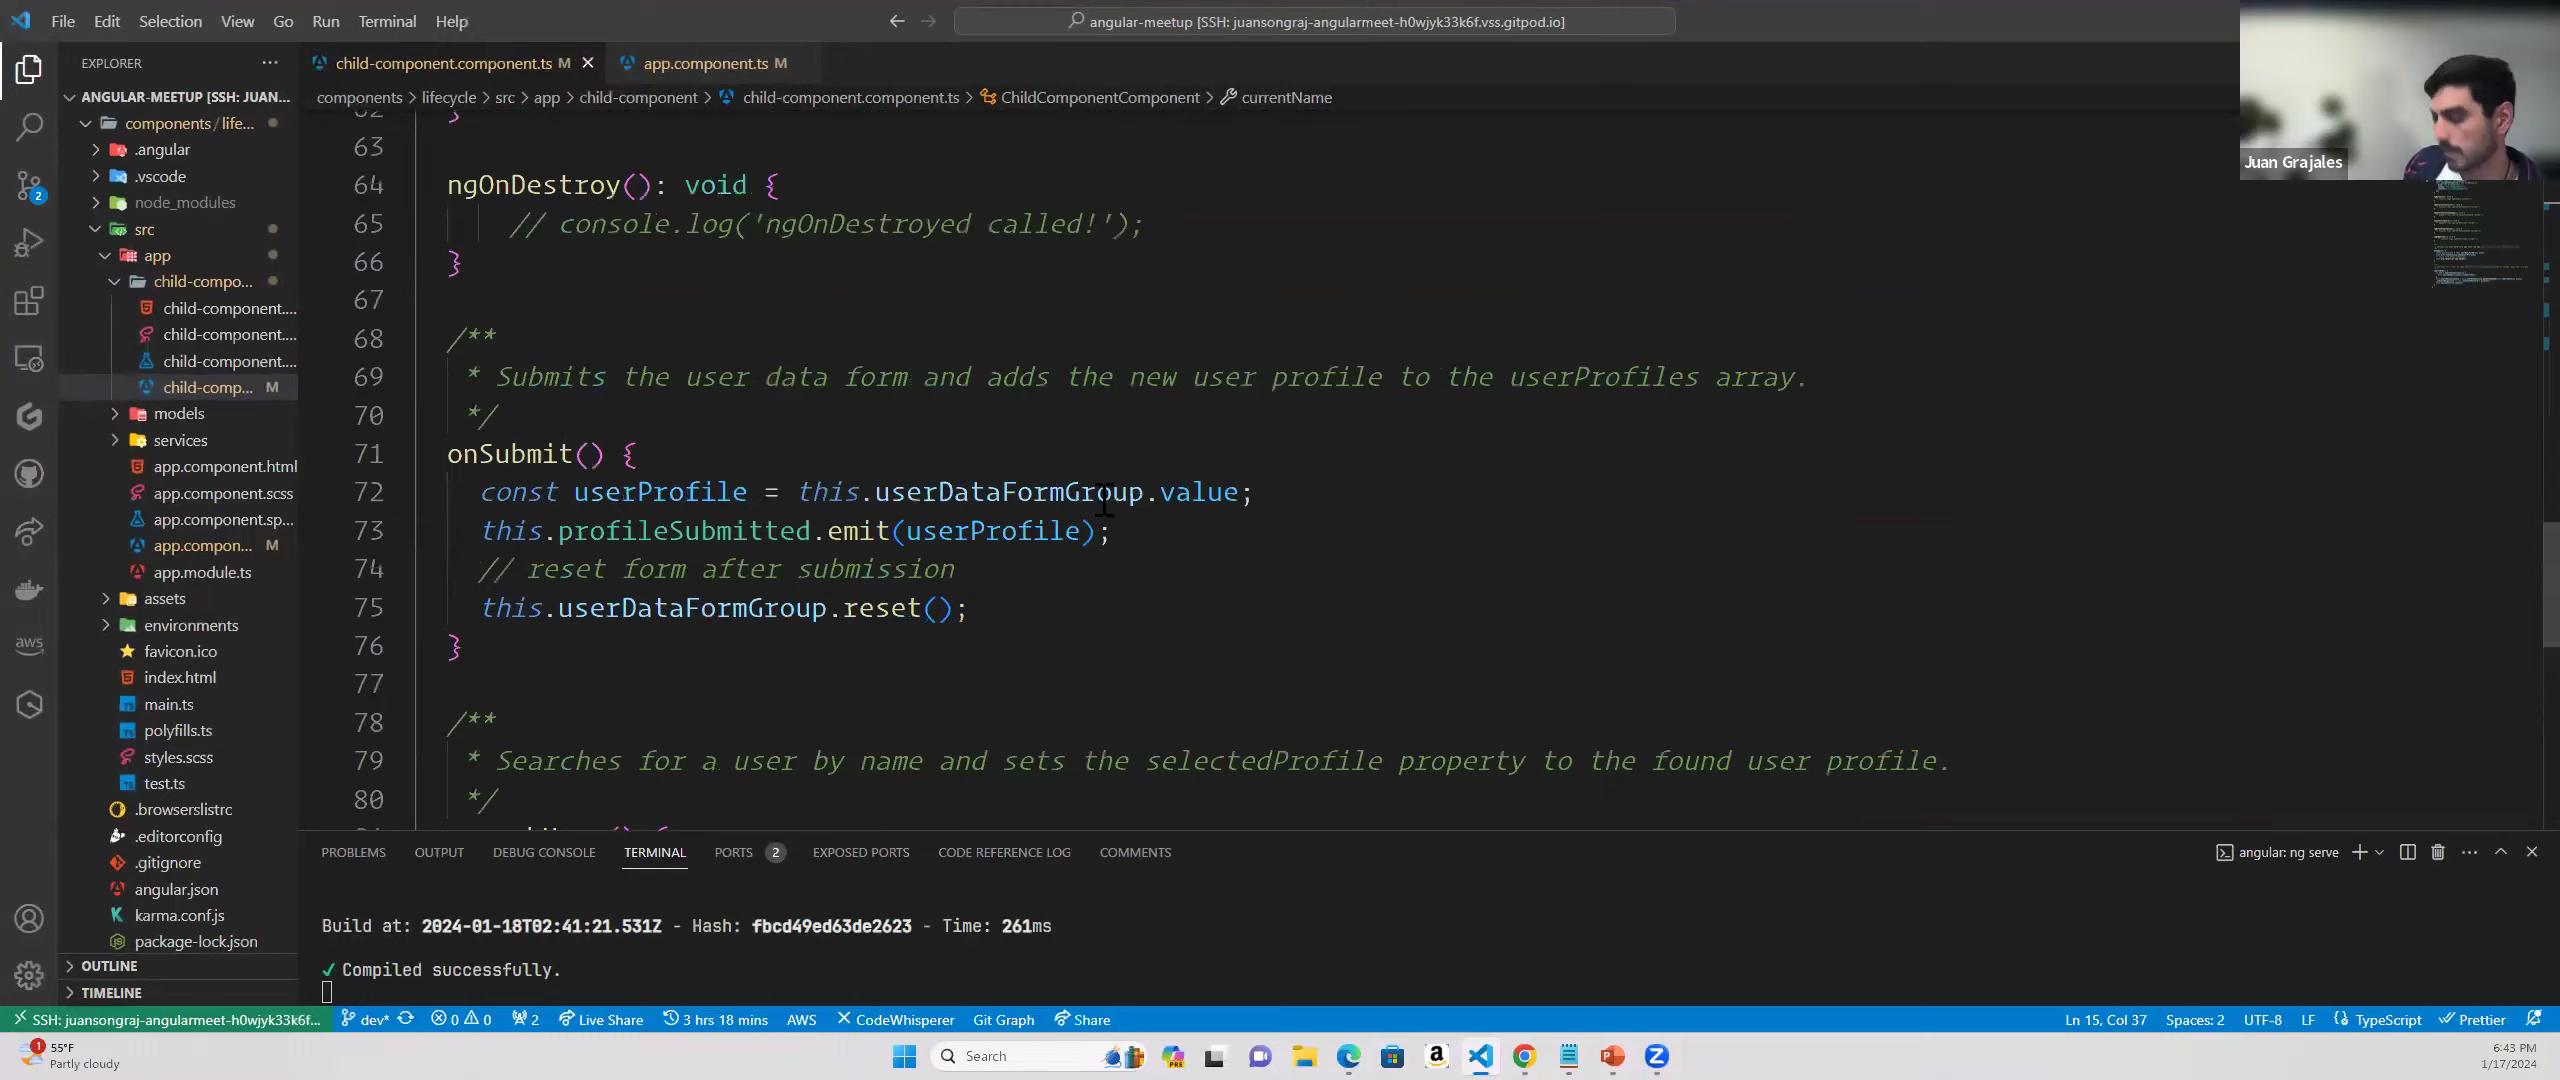 File Edit Selection View Go Run Terminal Help
angular-meetup [SSH: juansongraj-angularmeet-h0wjyk33k6f.vss.gitpod.io]
EXPLORER
child-component.component.ts M
app.component.ts M
components > lifecycle > src > app > child-component > child-component.component.ts > ChildComponentComponent > currentName
ANGULAR-MEETUP [SSH: JUAN...
components / life...
.angular
.vscode
node_modules
src
app
child-compo...
child-component....
child-component....
child-component....
child-comp... M
models
services
app.component.html
app.component.scss
app.component.sp...
app.compon... M
app.module.ts
assets
environments
favicon.ico
index.html
main.ts
polyfills.ts
styles.scss
test.ts
.browserslistrc
.editorconfig
.gitignore
angular.json
karma.conf.js
package-lock.json
OUTLINE
TIMELINE
2
aws
62 }
63
64 ngOnDestroy(): void {
65 // console.log('ngOnDestroyed called!');
66 }
67
68 /**
69 * Submits the user data form and adds the new user profile to the userProfiles array.
70 */
71 onSubmit() {
72 const userProfile = this.userDataFormGroup.value;
73 this.profileSubmitted.emit(userProfile);
74 // reset form after submission
75 this.userDataFormGroup.reset();
76 }
77
78 /**
79 * Searches for a user by name and sets the selectedProfile property to the found user profile.
80 */
Juan Grajales
PROBLEMS OUTPUT DEBUG CONSOLE TERMINAL PORTS 2 EXPOSED PORTS CODE REFERENCE LOG COMMENTS
angular: ng serve
Build at: 2024-01-18T02:41:21.531Z - Hash: fbcd49ed63de2623 - Time: 261ms
✓ Compiled successfully.
SSH: juansongraj-angularmeet-h0wjyk33k6f... dev* 0 0 2 Live Share 3 hrs 18 mins AWS CodeWhisperer Git Graph Share
Ln 15, Col 37 Spaces: 2 UTF-8 LF TypeScript Prettier
1
55°F
Partly cloudy
Search
PRE
6:43 PM
1/17/2024